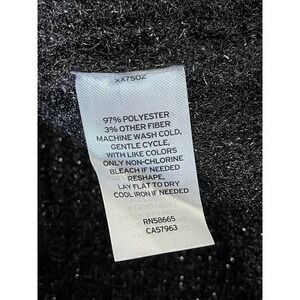 XX7502
97% POLYESTER
3% OTHER FIBER
MACHINE WASH COLD,
GENTLE CYCLE,
WITH LIKE COLORS
ONLY NON-CHLORINE
BLEACH IF NEEDED
RESHAPE,
LAY FLAT TO DRY
COOL IRON IF NEEDED
RN58665
CA57963